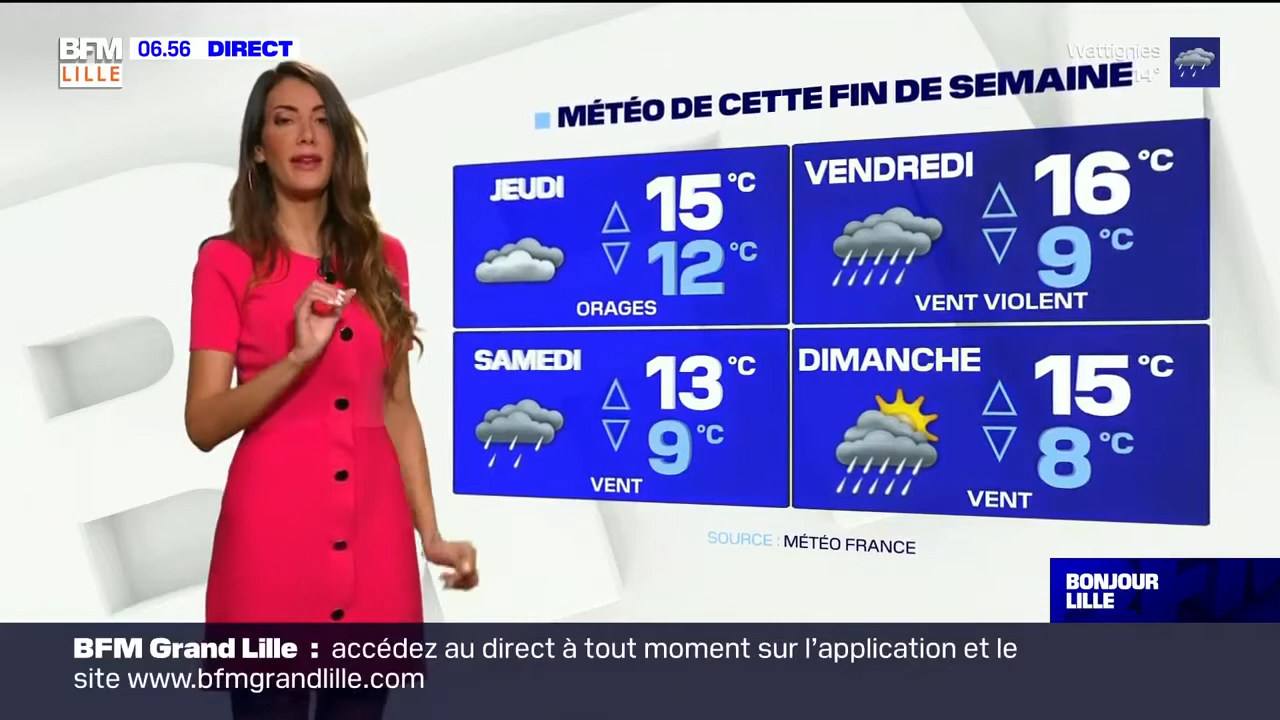 BFM
LILLE
06.56 DIRECT
Wattignies
14°
MÉTÉO DE CETTE FIN DE SEMAINE
JEUDI
15°C
12°C
ORAGES
VENDREDI
16°C
9°C
VENT VIOLENT
SAMEDI
13°C
9°C
VENT
DIMANCHE
15°C
8°C
VENT
SOURCE : MÉTÉO FRANCE
BONJOUR
LILLE
BFM Grand Lille : accédez au direct à tout moment sur l'application et le
site www.bfmgrandlille.com